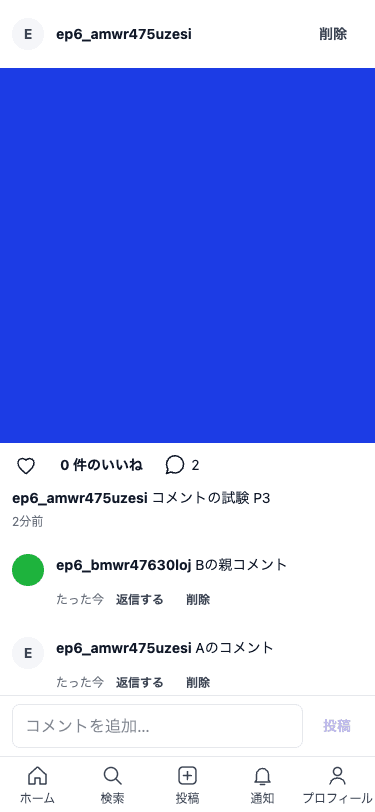 E ep6_amwr475uzesi 削除
0 件のいいね 2
ep6_amwr475uzesi コメントの試験 P3
2分前
ep6_bmwr47630loj Bの親コメント
たった今 返信する 削除
E ep6_amwr475uzesi Aのコメント
たった今 返信する 削除
コメントを追加... 投稿
ホーム 検索 投稿 通知 プロフィール